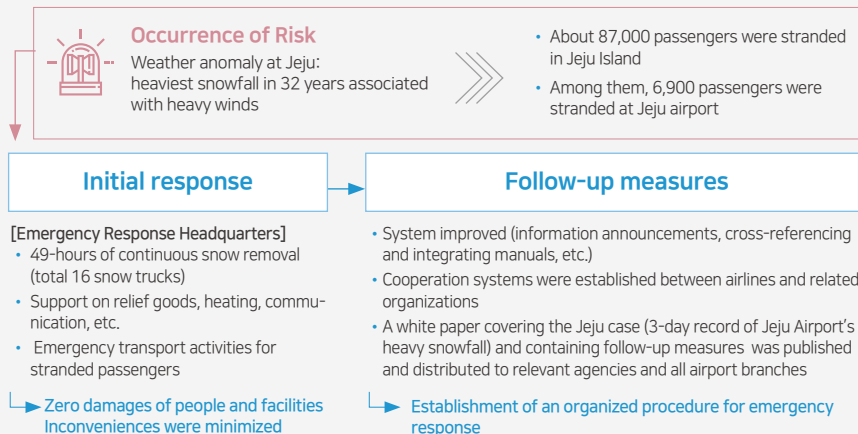 Occurrence of Risk
Weather anomaly at Jeju:
heaviest snowfall in 32 years associated
with heavy winds
• About 87,000 passengers were stranded
in Jeju Island
• Among them, 6,900 passengers were
stranded at Jeju airport
Initial response
[Emergency Response Headquarters]
• 49-hours of continuous snow removal
(total 16 snow trucks)
• Support on relief goods, heating, commu-
nication, etc.
• Emergency transport activities for
stranded passengers
Zero damages of people and facilities
Inconveniences were minimized
Follow-up measures
• System improved (information announcements, cross-referencing
and integrating manuals, etc.)
• Cooperation systems were established between airlines and related
organizations
• A white paper covering the Jeju case (3-day record of Jeju Airport's
heavy snowfall) and containing follow-up measures was published
and distributed to relevant agencies and all airport branches
Establishment of an organized procedure for emergency
response